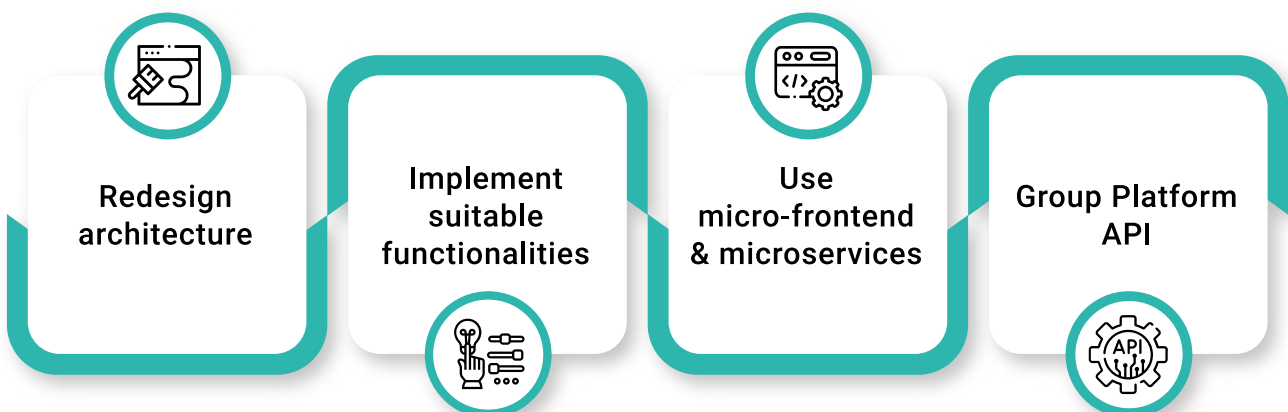 Redesign
architecture
Implement
suitable
functionalities
Use
micro-frontend
& microservices
Group Platform
API
</>
API